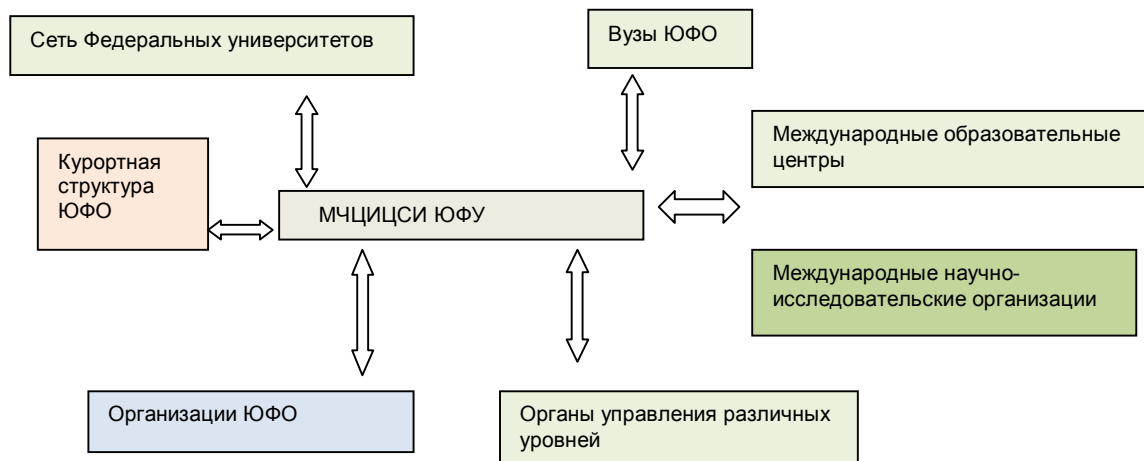 Сеть Федеральных университетов
Вузы ЮФО
Международные образовательные
центры
Курортная
структура
ЮФО
МЧЦИЦСИ ЮФУ
Международные научно-
исследовательские организации
Организации ЮФО
Органы управления различных
уровней